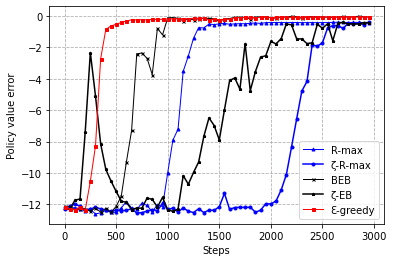 0
−2
−4
−6
−8
−10
−12
Policy value error
0
500
1000
1500
2000
2500
3000
Steps
R-max
ζ-R-max
BEB
ζ-EB
Ɛ-greedy